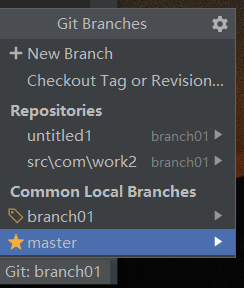 Git Branches
New Branch
Checkout Tag or Revision...
Repositories
untitled1 branch01
src\com\work2 branch01
Common Local Branches
branch01
master
Git: branch01